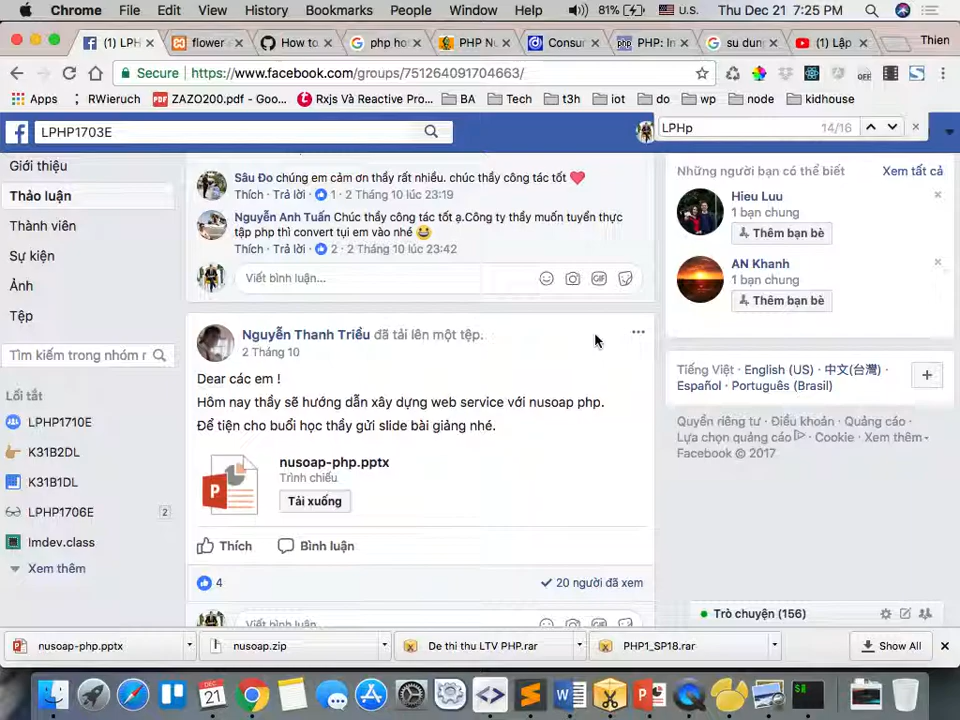 Chrome File Edit View History Bookmarks People Window Help 81% U.S. Thu Dec 21 7:25 PM
(1) LPH flower How to. php ho PHP N Consur PHP: In su dun (1) Lập Thien
Secure https://www.facebook.com/groups/751264091704663/
Apps RWieruch ZAZO200.pdf - Goo... Rxjs Và Reactive Pro... BA Tech t3h iot do wp node kidhouse
LPHP1703E
LPHp 14/16
Giới thiệu
Thảo luận
Thành viên
Sự kiện
Ảnh
Tệp
Tìm kiếm trong nhóm n
Lối tắt
LPHP1710E
K31B2DL
K31B1DL
LPHP1706E 2
lmdev.class
Xem thêm
Sâu Đo chúng em cảm ơn thầy rất nhiều. chúc thầy công tác tốt
Thích · Trả lời · 1 · 2 Tháng 10 lúc 23:19
Nguyễn Anh Tuấn Chúc thầy công tác tốt ạ.Công ty thầy muốn tuyển thực
tập php thì convert tụi em vào nhé
Thích · Trả lời · 2 · 2 Tháng 10 lúc 23:42
Viết bình luận...
GIF
Nguyễn Thanh Triều đã tải lên một tệp.
2 Tháng 10
Dear các em !
Hôm nay thầy sẽ hướng dẫn xây dựng web service với nusoap php.
Để tiện cho buổi học thầy gửi slide bài giảng nhé.
nusoap-php.pptx
Trình chiếu
Tải xuống
Thích Bình luận
4 20 người đã xem
Viết bình luận...
Những người bạn có thể biết Xem tất cả
Hieu Luu
1 bạn chung
Thêm bạn bè
AN Khanh
1 bạn chung
Thêm bạn bè
Tiếng Việt · English (US) · 中文(台灣) ·
Español · Português (Brasil)
Quyền riêng tư · Điều khoản · Quảng cáo ·
Lựa chọn quảng cáo · Cookie · Xem thêm
Facebook © 2017
Trò chuyện (156)
nusoap-php.pptx nusoap.zip De thi thu LTV PHP.rar PHP1_SP18.rar Show All
DEC
21